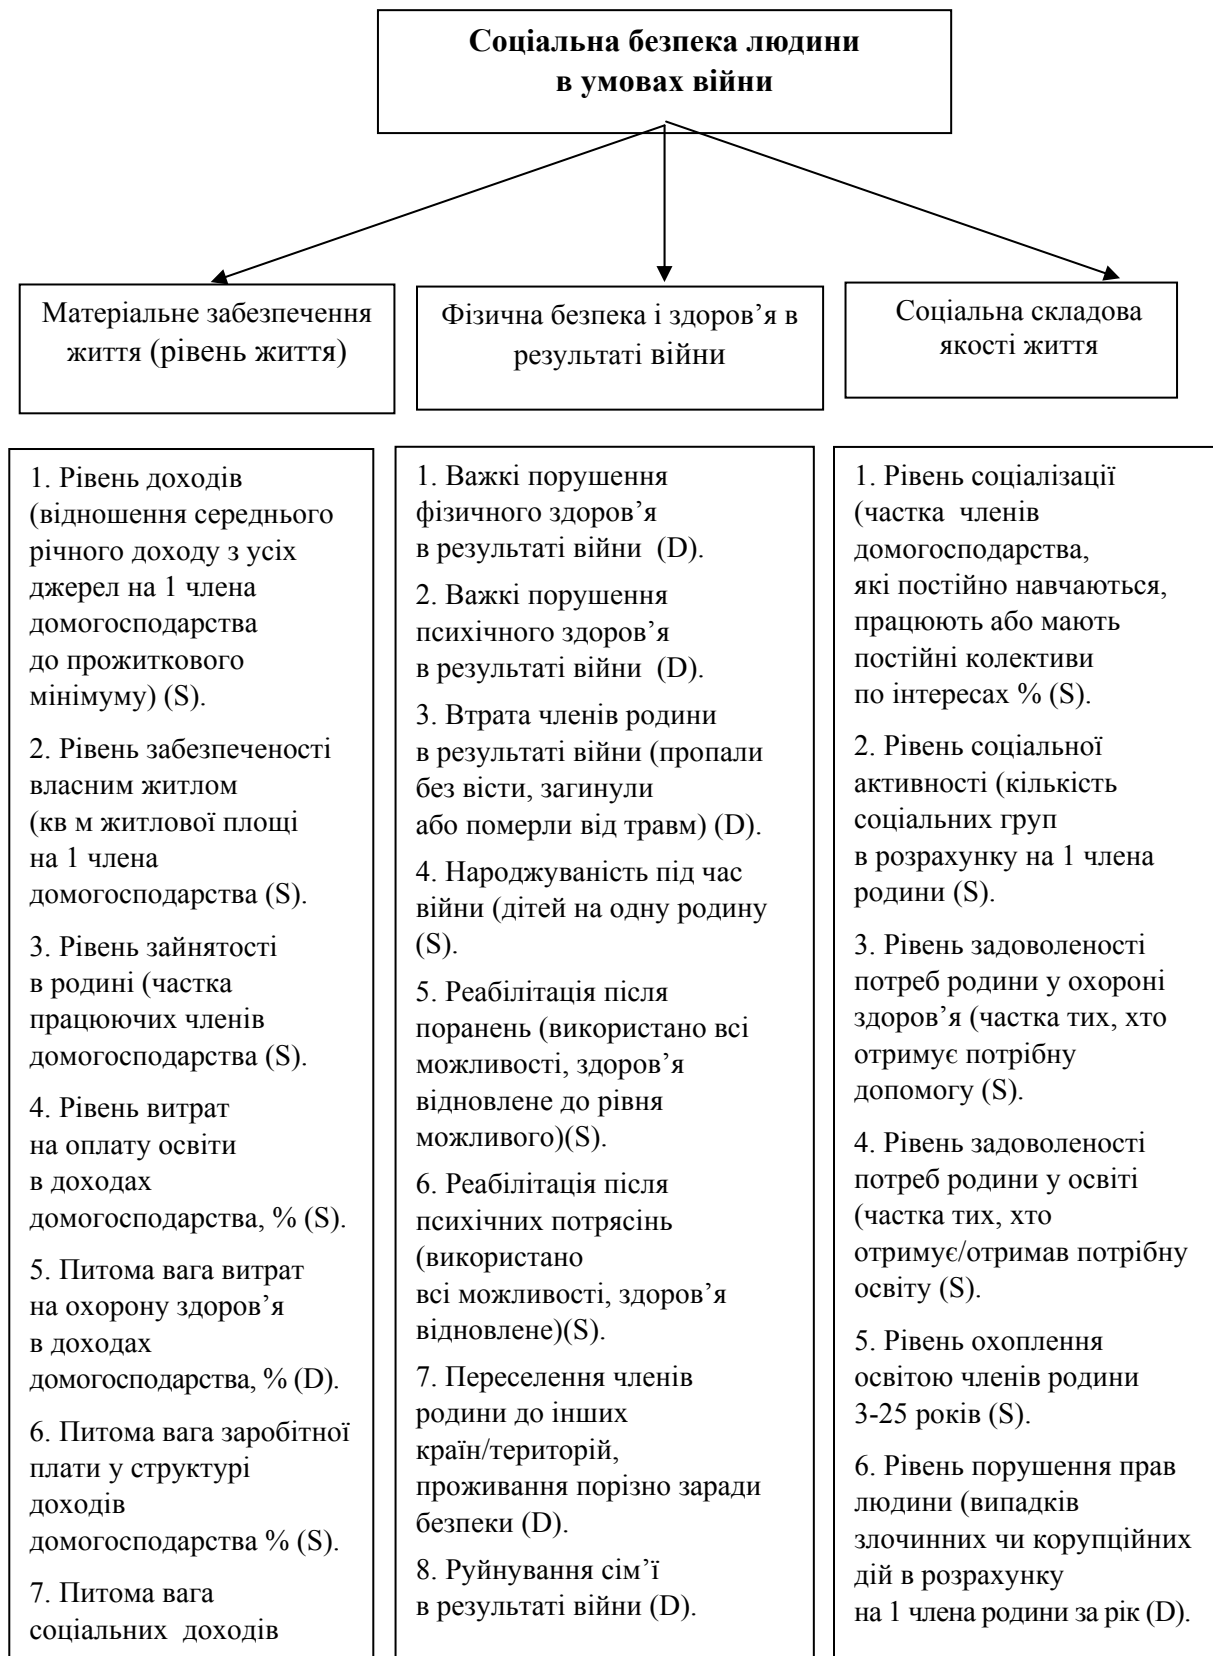 Соціальна безпека людини
в умовах війни
Матеріальне забезпечення
життя (рівень життя)
Фізична безпека і здоров’я в
результаті війни
Соціальна складова
якості життя
1. Рівень доходів
(відношення середнього
річного доходу з усіх
джерел на 1 члена
домогосподарства
до прожиткового
мінімуму) (S).
2. Рівень забезпеченості
власним житлом
(кв м житлової площі
на 1 члена
домогосподарства (S).
3. Рівень зайнятості
в родині (частка
працюючих членів
домогосподарства (S).
4. Рівень витрат
на оплату освіти
в доходах
домогосподарства, % (S).
5. Питома вага витрат
на охорону здоров’я
в доходах
домогосподарства, % (D).
6. Питома вага заробітної
плати у структурі
доходів
домогосподарства % (S).
7. Питома вага
соціальних доходів
1. Важкі порушення
фізичного здоров’я
в результаті війни (D).
2. Важкі порушення
психічного здоров’я
в результаті війни (D).
3. Втрата членів родини
в результаті війни (пропали
без вісти, загинули
або померли від травм) (D).
4. Народжуваність під час
війни (дітей на одну родину
(S).
5. Реабілітація після
поранень (використано всі
можливості, здоров’я
відновлене до рівня
можливого)(S).
6. Реабілітація після
психічних потрясінь
(використано
всі можливості, здоров’я
відновлене)(S).
7. Переселення членів
родини до інших
країн/територій,
проживання порізно заради
безпеки (D).
8. Руйнування сім’ї
в результаті війни (D).
1. Рівень соціалізації
(частка членів
домогосподарства,
які постійно навчаються,
працюють або мають
постійні колективи
по інтересах % (S).
2. Рівень соціальної
активності (кількість
соціальних груп
в розрахунку на 1 члена
родини (S).
3. Рівень задоволеності
потреб родини у охороні
здоров’я (частка тих, хто
отримує потрібну
допомогу (S).
4. Рівень задоволеності
потреб родини у освіті
(частка тих, хто
отримує/отримав потрібну
освіту (S).
5. Рівень охоплення
освітою членів родини
3-25 років (S).
6. Рівень порушення прав
людини (випадків
злочинних чи корупційних
дій в розрахунку
на 1 члена родини за рік (D).